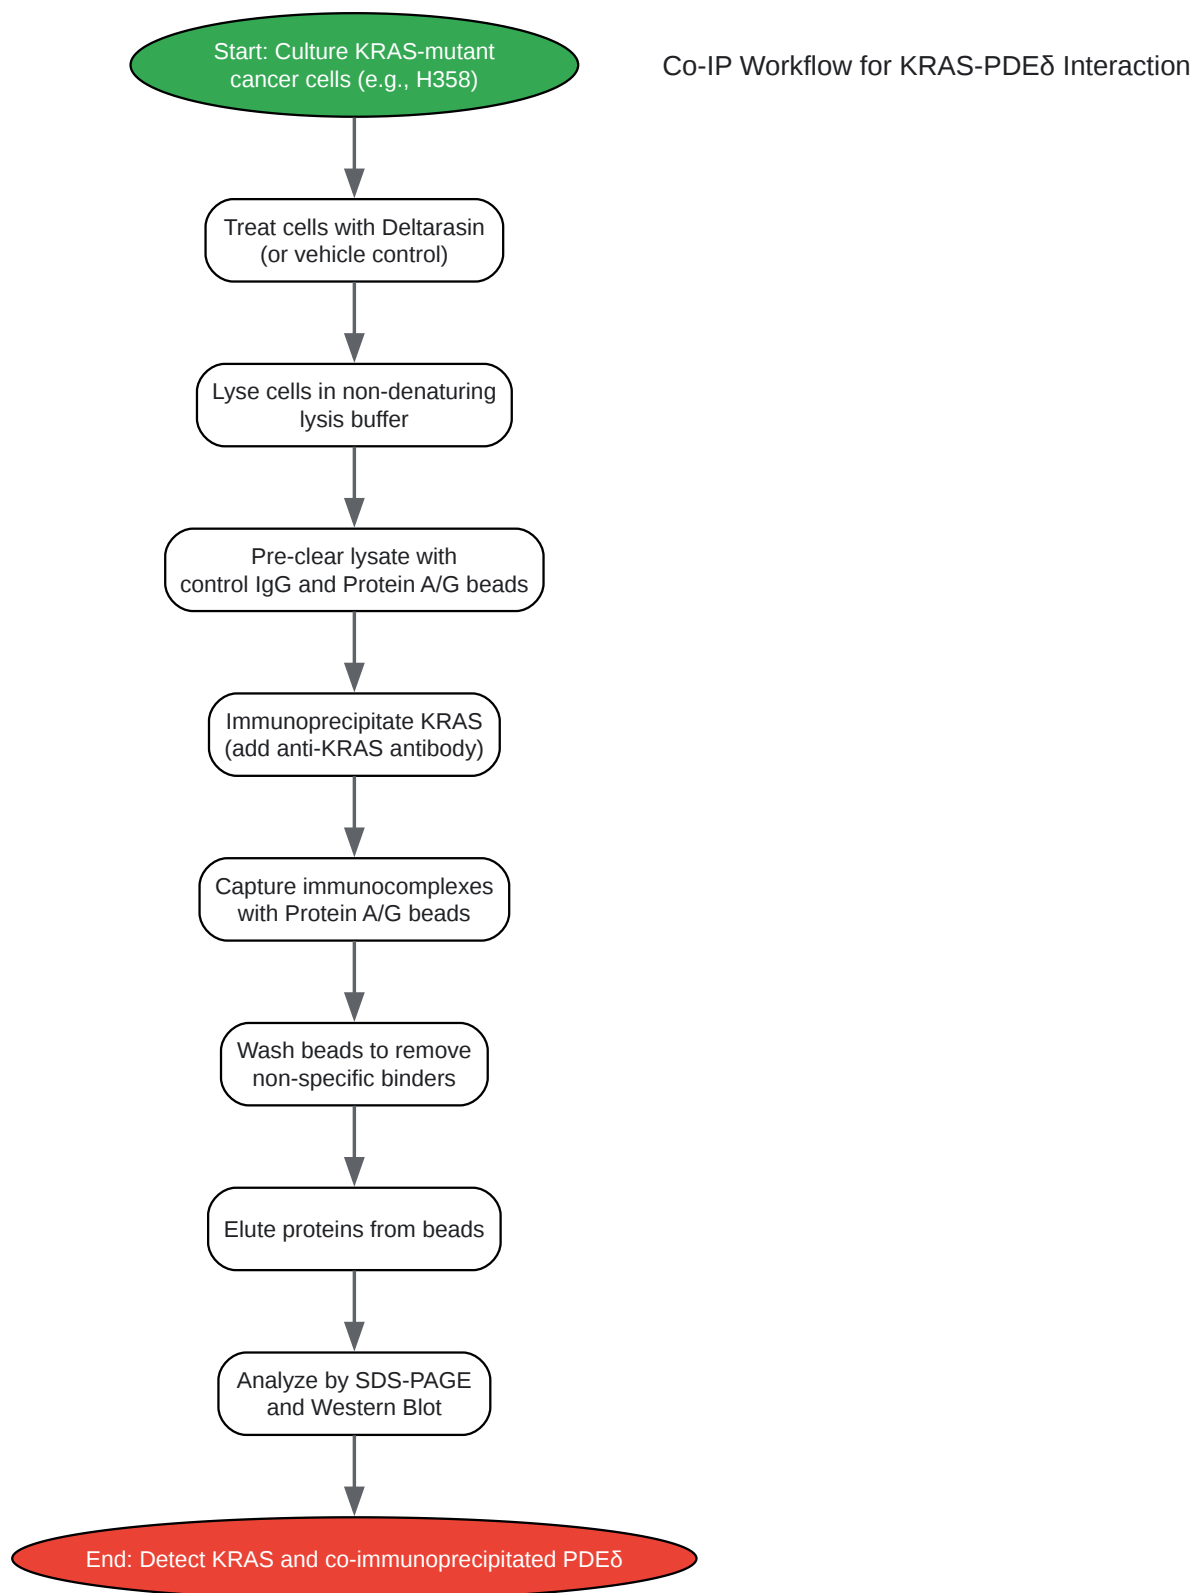 Start: Culture KRAS-mutant
cancer cells (e.g., H358)
Co-IP Workflow for KRAS-PDEδ Interaction
Treat cells with Deltarasin
(or vehicle control)
Lyse cells in non-denaturing
lysis buffer
Pre-clear lysate with
control IgG and Protein A/G beads
Immunoprecipitate KRAS
(add anti-KRAS antibody)
Capture immunocomplexes
with Protein A/G beads
Wash beads to remove
non-specific binders
Elute proteins from beads
Analyze by SDS-PAGE
and Western Blot
End: Detect KRAS and co-immunoprecipitated PDEδ